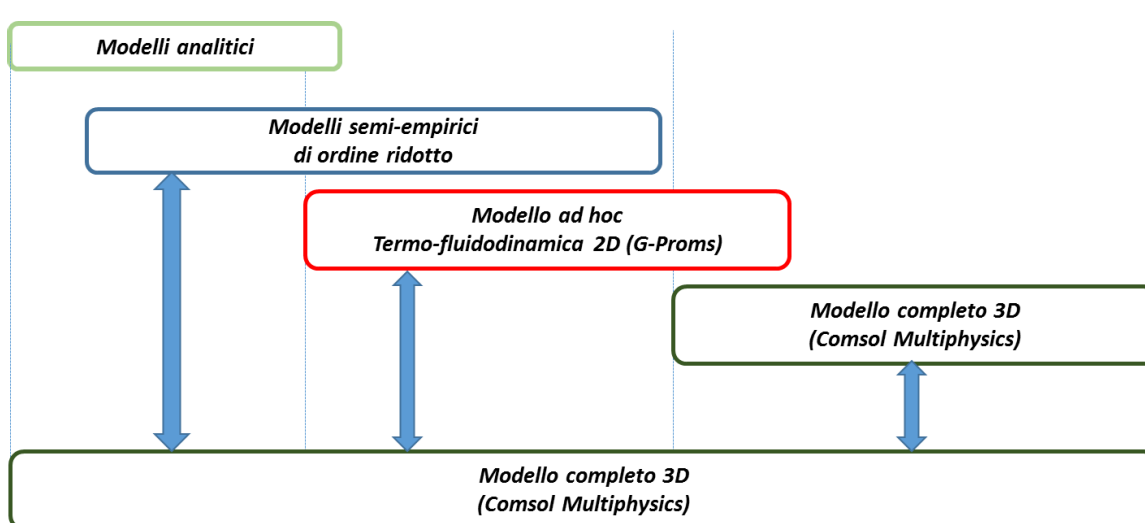 Modelli analitici
Modelli semi-empirici
di ordine ridotto
Modello ad hoc
Termo-fluidodinamica 2D (G-Proms)
Modello completo 3D
(Comsol Multiphysics)
Modello completo 3D
(Comsol Multiphysics)